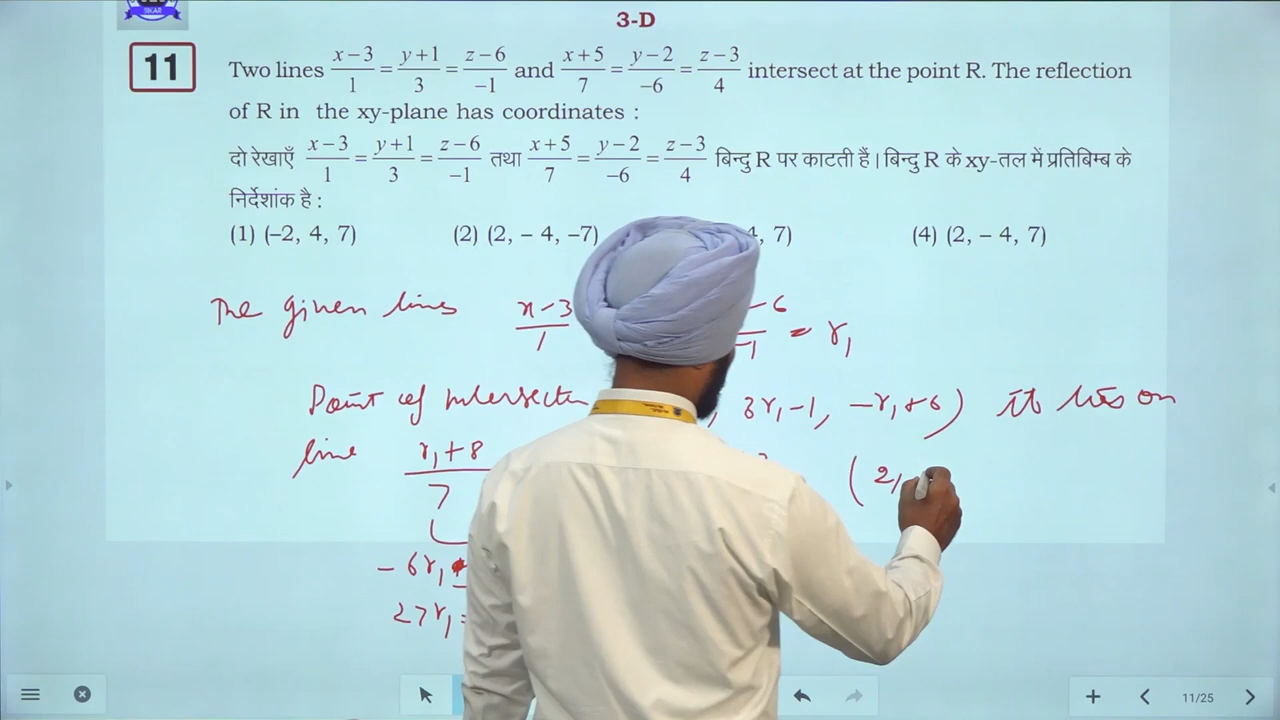 SIKAR
3-D
11
Two lines x−3/1 = y+1/3 = z−6/−1 and x+5/7 = y−2/−6 = z−3/4 intersect at the point R. The reflection
of R in the xy-plane has coordinates :
दो रेखाएँ x−3/1 = y+1/3 = z−6/−1 तथा x+5/7 = y−2/−6 = z−3/4 बिन्दु R पर काटती हैं। बिन्दु R के xy-तल में प्रतिबिम्ब के
निर्देशांक है :
(1) (–2, 4, 7) (2) (2, – 4, –7) 4, 7) (4) (2, – 4, 7)
The given lines x-3/1 -6/-1 = r₁
Point of intersection , 3r₁-1, -r₁+6) it lies on
line r₁+8/7 (2,
-6r₁
27r₁ =
11/25